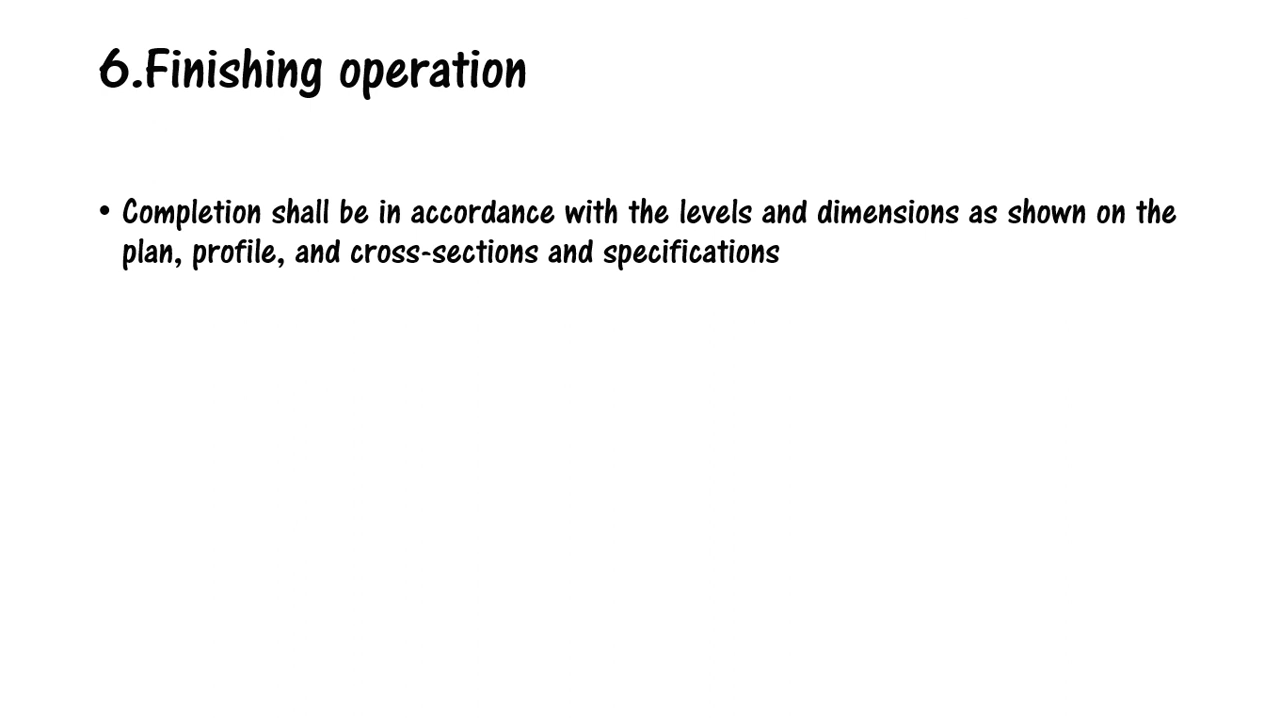 6.Finishing operation
• Completion shall be in accordance with the levels and dimensions as shown on the
plan, profile, and cross-sections and specifications